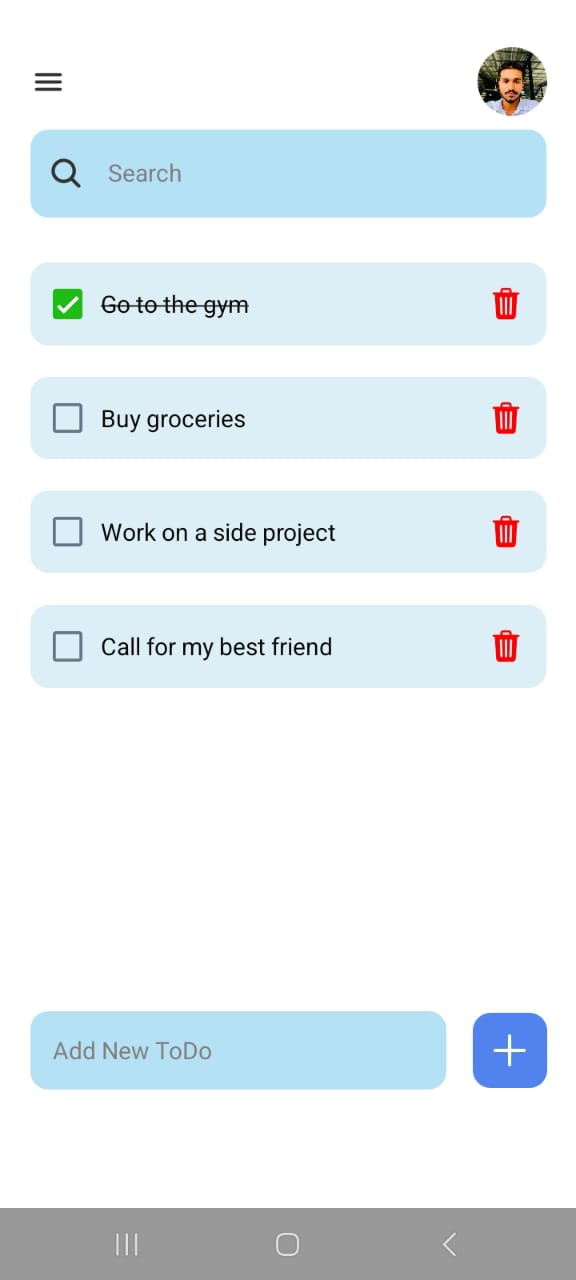 Search
Go to the gym
Buy groceries
Work on a side project
Call for my best friend
Add New ToDo